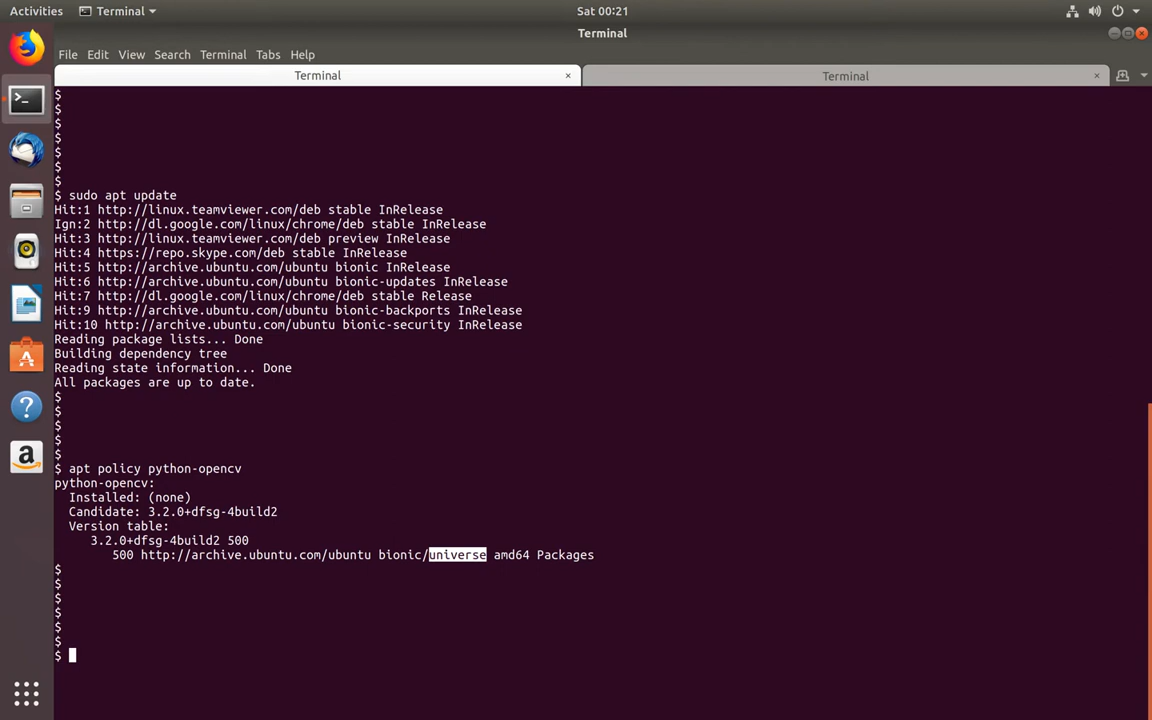 Activities
Terminal
Sat 00:21
Terminal
File Edit View Search Terminal Tabs Help
Terminal ×
Terminal ×
$
$
$
$
$
$
$
$ sudo apt update
Hit:1 http://linux.teamviewer.com/deb stable InRelease
Ign:2 http://dl.google.com/linux/chrome/deb stable InRelease
Hit:3 http://linux.teamviewer.com/deb preview InRelease
Hit:4 https://repo.skype.com/deb stable InRelease
Hit:5 http://archive.ubuntu.com/ubuntu bionic InRelease
Hit:6 http://archive.ubuntu.com/ubuntu bionic-updates InRelease
Hit:7 http://dl.google.com/linux/chrome/deb stable Release
Hit:9 http://archive.ubuntu.com/ubuntu bionic-backports InRelease
Hit:10 http://archive.ubuntu.com/ubuntu bionic-security InRelease
Reading package lists... Done
Building dependency tree
Reading state information... Done
All packages are up to date.
$
$
$
$
$
$ apt policy python-opencv
python-opencv:
  Installed: (none)
  Candidate: 3.2.0+dfsg-4build2
  Version table:
     3.2.0+dfsg-4build2 500
        500 http://archive.ubuntu.com/ubuntu bionic/universe amd64 Packages
$
$
$
$
$
$
$